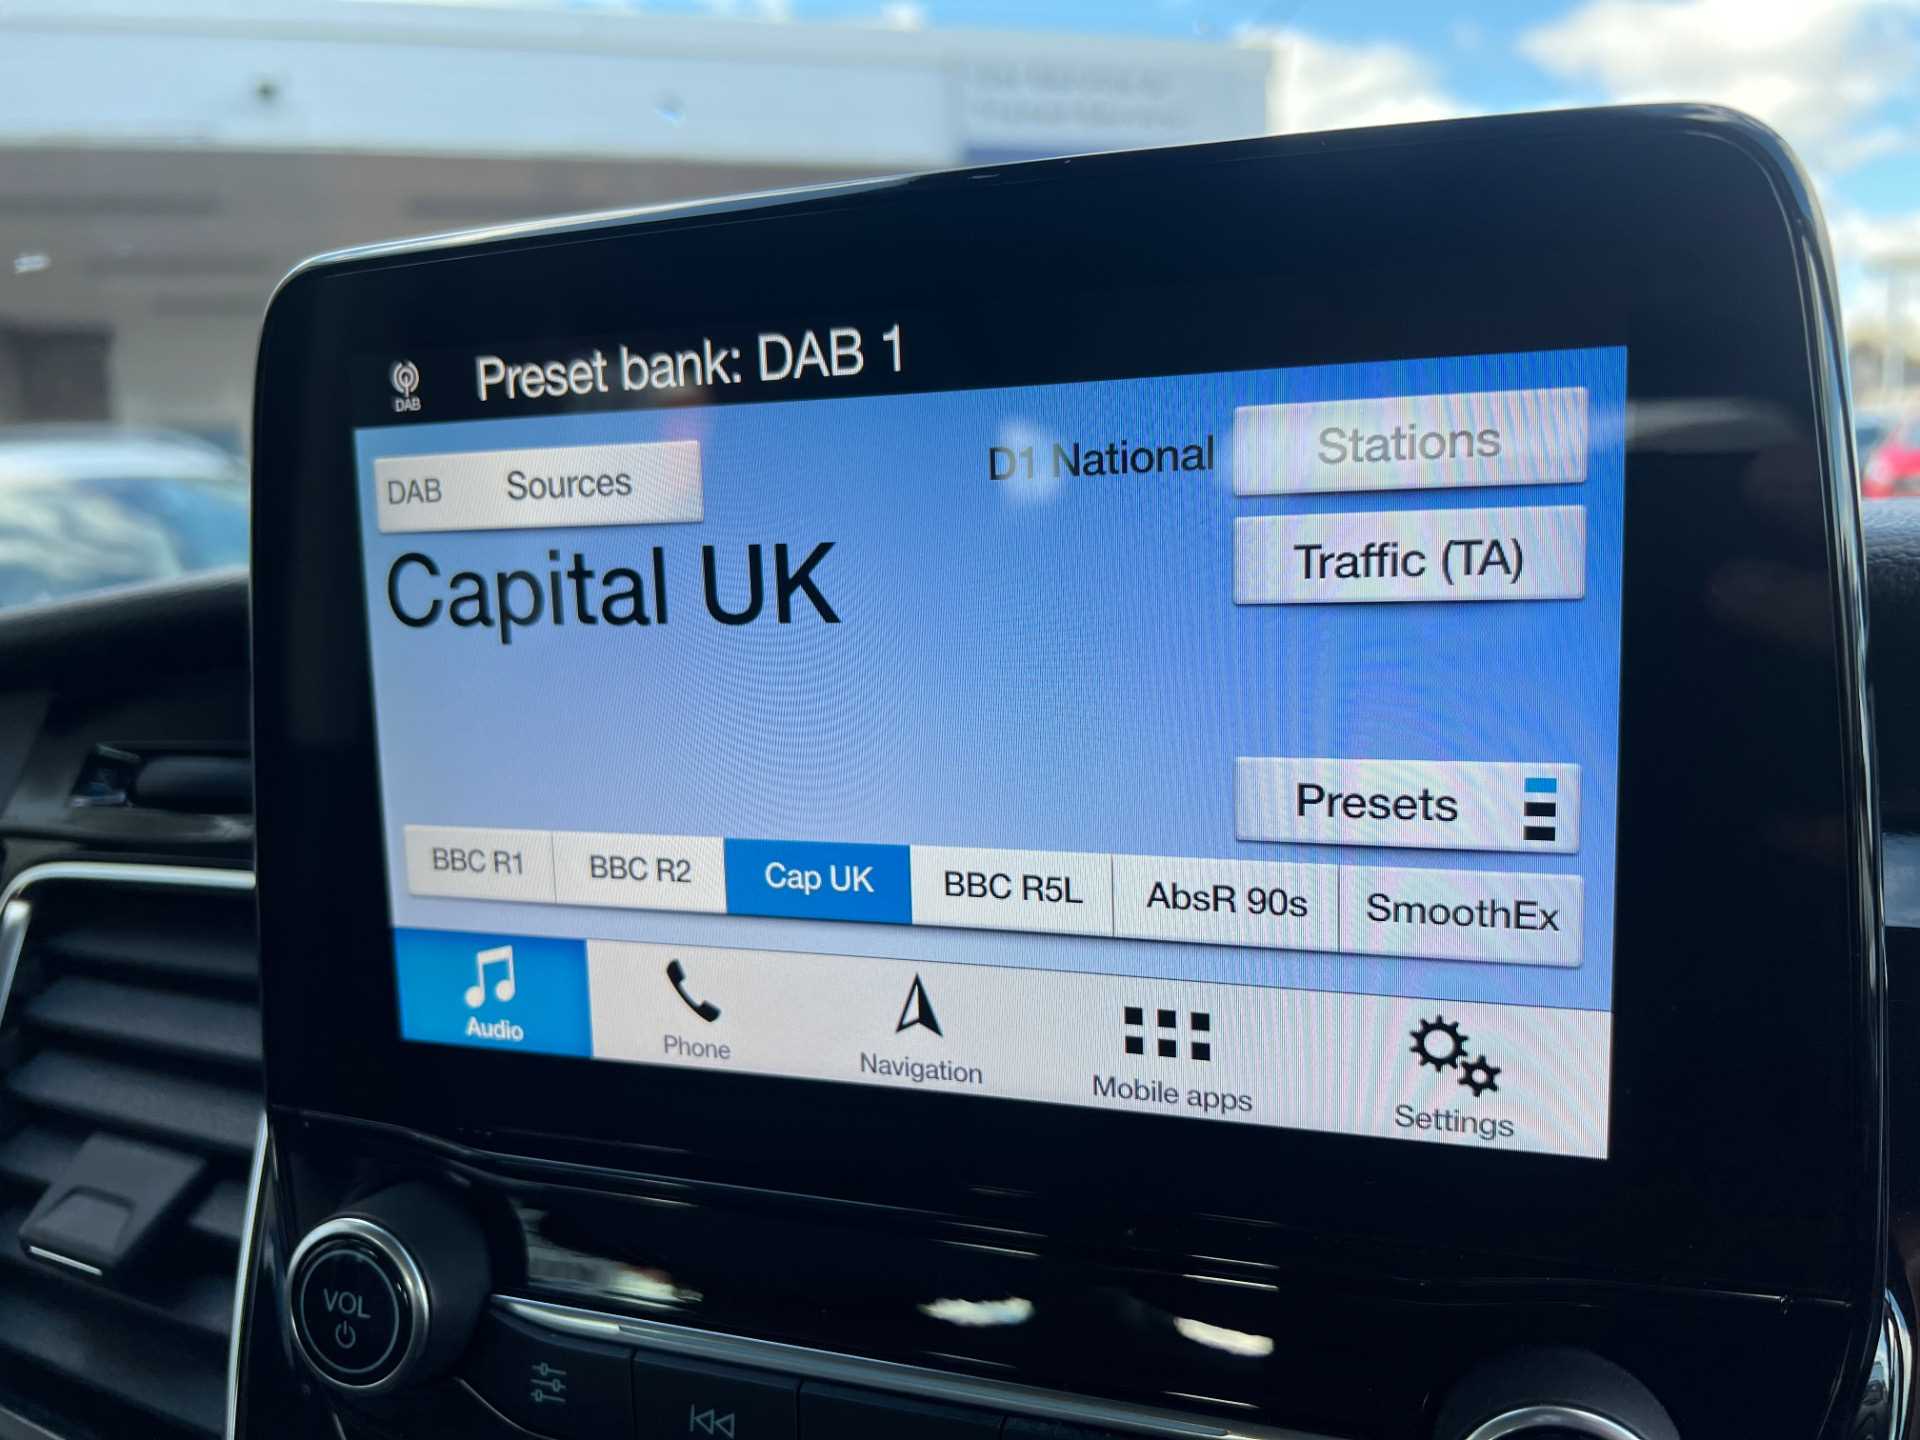 DAB
Preset bank: DAB 1
DAB Sources
D1 National
Stations
Capital UK
Traffic (TA)
Presets
BBC R1
BBC R2
Cap UK
BBC R5L
AbsR 90s
SmoothEx
Audio
Phone
Navigation
Mobile apps
Settings
VOL